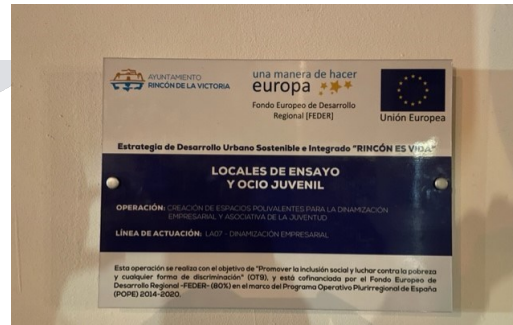 AYUNTAMIENTO
RINCÓN DE LA VICTORIA
una manera de hacer
europa
Fondo Europeo de Desarrollo
Regional [FEDER]
Unión Europea
Estrategia de Desarrollo Urbano Sostenible e Integrado "RINCÓN ES VIDA"
LOCALES DE ENSAYO
Y OCIO JUVENIL
OPERACIÓN: CREACIÓN DE ESPACIOS POLIVALENTES PARA LA DINAMIZACIÓN
EMPRESARIAL Y ASOCIATIVA DE LA JUVENTUD
LÍNEA DE ACTUACIÓN: LA07 - DINAMIZACIÓN EMPRESARIAL
Esta operación se realiza con el objetivo de "Promover la inclusión social y luchar contra la pobreza
y cualquier forma de discriminación" (OT9), y está cofinanciada por el Fondo Europeo de
Desarrollo Regional -FEDER- (80%) en el marco del Programa Operativo Plurirregional de España
(POPE) 2014-2020.